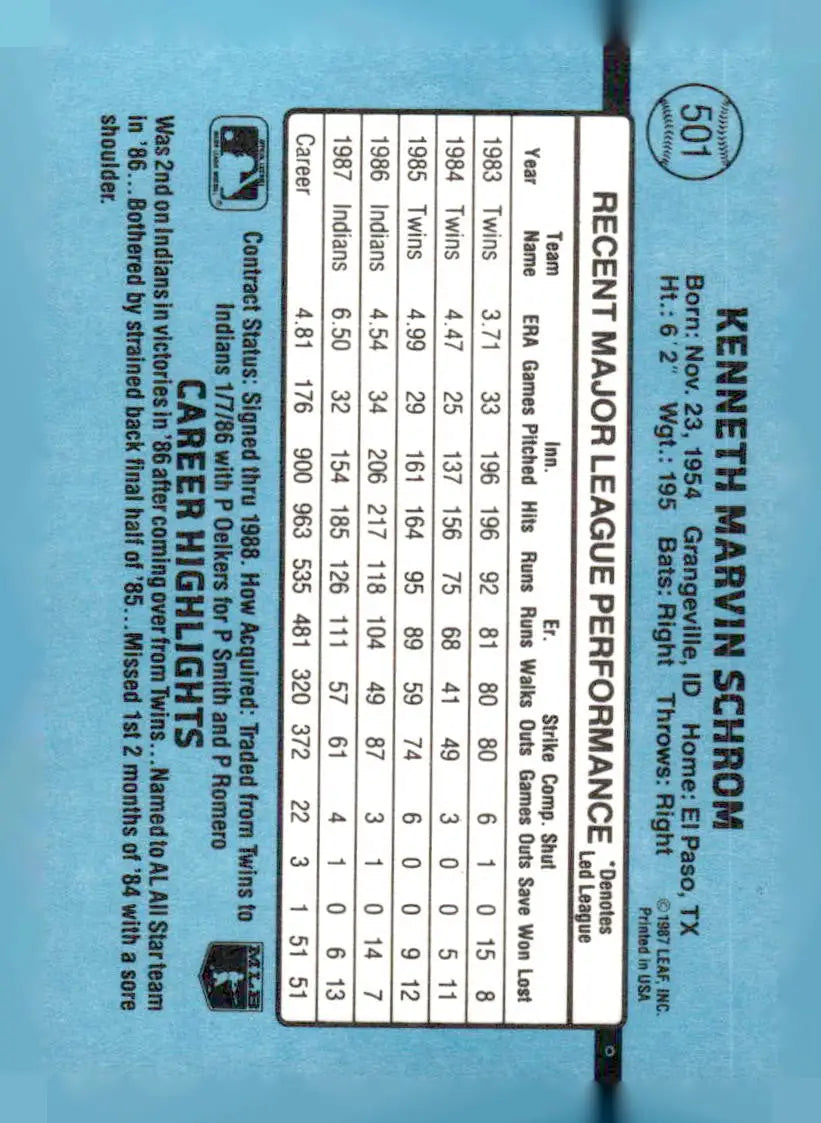 501
KENNETH MARVIN SCHROM
Born: Nov. 23, 1954 Grangeville, ID Home: El Paso, TX
Ht.: 6'2" Wgt.: 195 Bats: Right Throws: Right
©1987 LEAF, INC.
Printed in USA
RECENT MAJOR LEAGUE PERFORMANCE *Denotes Led League
Team Inn. Er. Strike Comp. Shut
Year Name ERA Games Pitched Hits Runs Runs Walks Outs Games Outs Save Won Lost
1983 Twins 3.71 33 196 196 92 81 80 80 6 1 0 15 8
1984 Twins 4.47 25 137 156 75 68 41 49 3 0 0 5 11
1985 Twins 4.99 29 161 164 95 89 59 74 6 0 0 9 12
1986 Indians 4.54 34 206 217 118 104 49 87 3 1 0 14 7
1987 Indians 6.50 32 154 185 126 111 57 61 4 1 0 6 13
Career 4.81 176 900 963 535 481 320 372 22 3 1 51 51
Contract Status: Signed thru 1988. How Acquired: Traded from Twins to
Indians 1/7/86 with P Oelkers for P Smith and P Romero
MLB
CAREER HIGHLIGHTS
Was 2nd on Indians in victories in '86 after coming over from Twins...Named to AL All Star team
in '86...Bothered by strained back final half of '85...Missed 1st 2 months of '84 with a sore
shoulder.